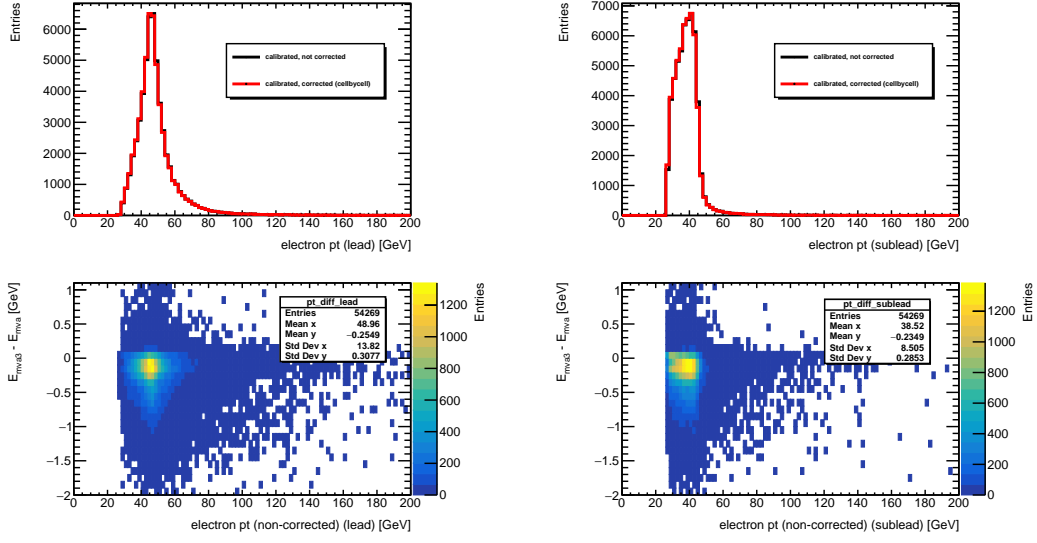 Entries
6000
5000
4000
3000
2000
1000
0
0 20 40 60 80 100 120 140 160 180 200
electron pt (lead) [GeV]
calibrated, not corrected
calibrated, corrected (cellbycell)
Entries
7000
6000
5000
4000
3000
2000
1000
0
0 20 40 60 80 100 120 140 160 180 200
electron pt (sublead) [GeV]
calibrated, not corrected
calibrated, corrected (cellbycell)
E_mva3 - E_mva [GeV]
1
0.5
0
−0.5
−1
−1.5
−2
0 20 40 60 80 100 120 140 160 180 200
electron pt (non-corrected) (lead) [GeV]
pt_diff_lead
Entries 54269
Mean x 48.96
Mean y −0.2549
Std Dev x 13.82
Std Dev y 0.3077
Entries
1200
1000
800
600
400
200
0
E_mva3 - E_mva [GeV]
1
0.5
0
−0.5
−1
−1.5
−2
0 20 40 60 80 100 120 140 160 180 200
electron pt (non-corrected) (sublead) [GeV]
pt_diff_sublead
Entries 54269
Mean x 38.52
Mean y −0.2349
Std Dev x 8.505
Std Dev y 0.2853
Entries
1200
1000
800
600
400
200
0